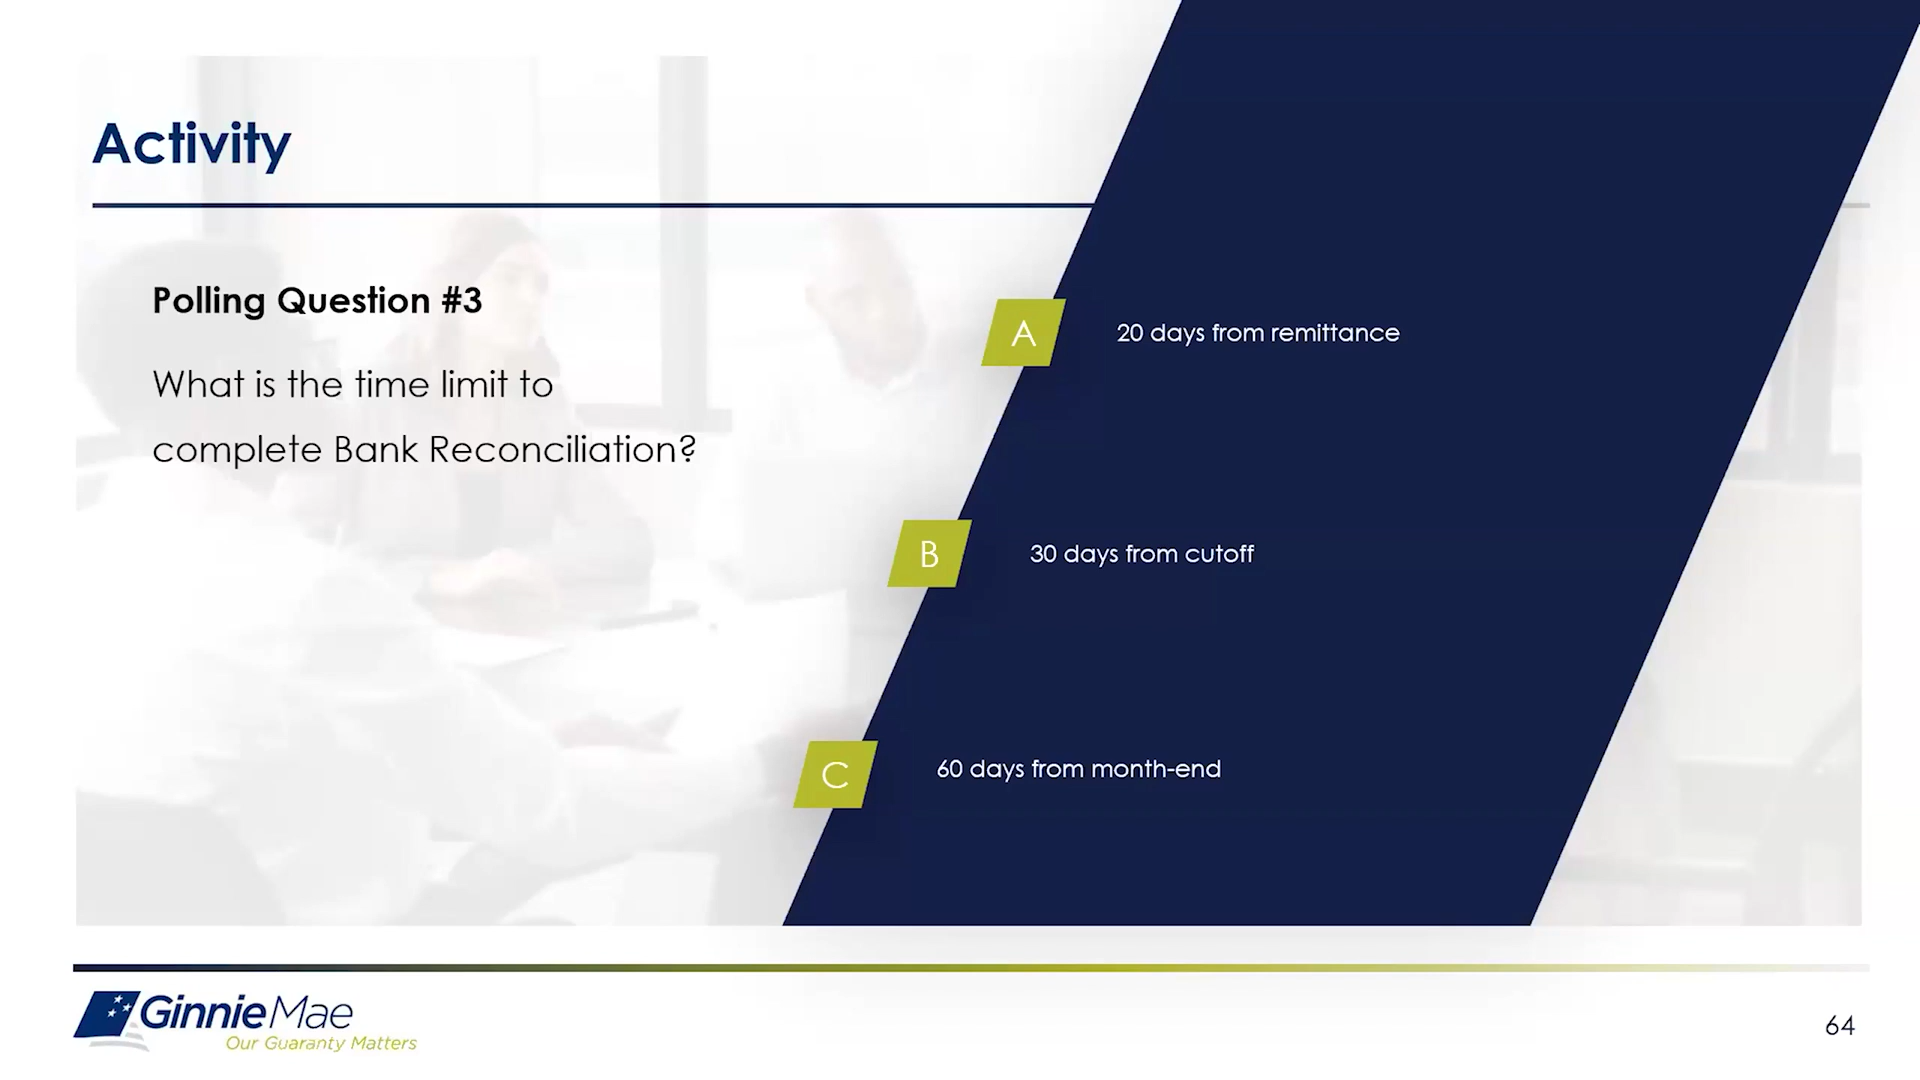 Activity
Polling Question #3
What is the time limit to
complete Bank Reconciliation?
A
20 days from remittance
B
30 days from cutoff
C
60 days from month-end
GinnieMae
Our Guaranty Matters
64